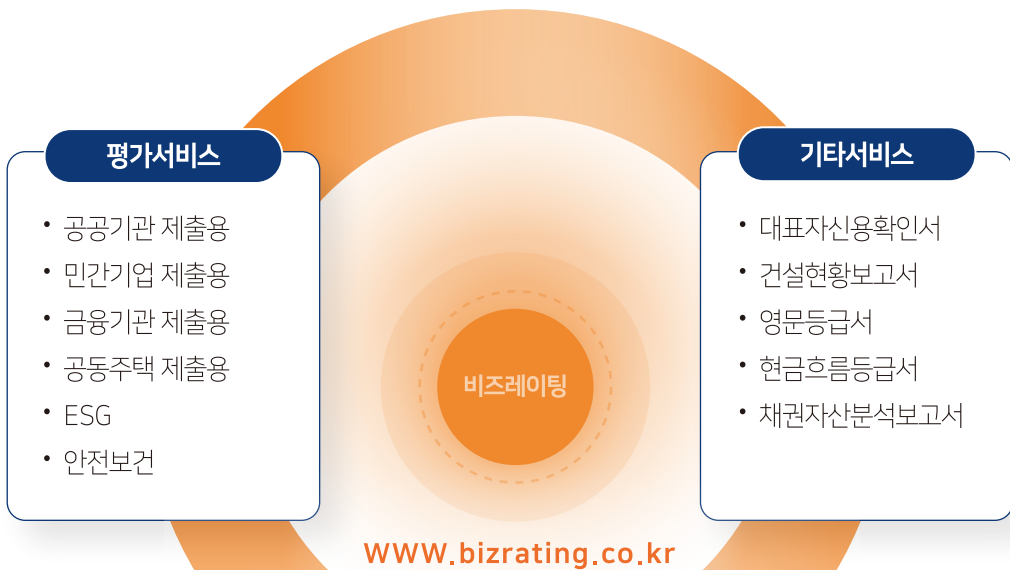 평가서비스
• 공공기관 제출용
• 민간기업 제출용
• 금융기관 제출용
• 공동주택 제출용
• ESG
• 안전보건
비즈레이팅
기타서비스
• 대표자신용확인서
• 건설현황보고서
• 영문등급서
• 현금흐름등급서
• 채권자산분석보고서
www.bizrating.co.kr